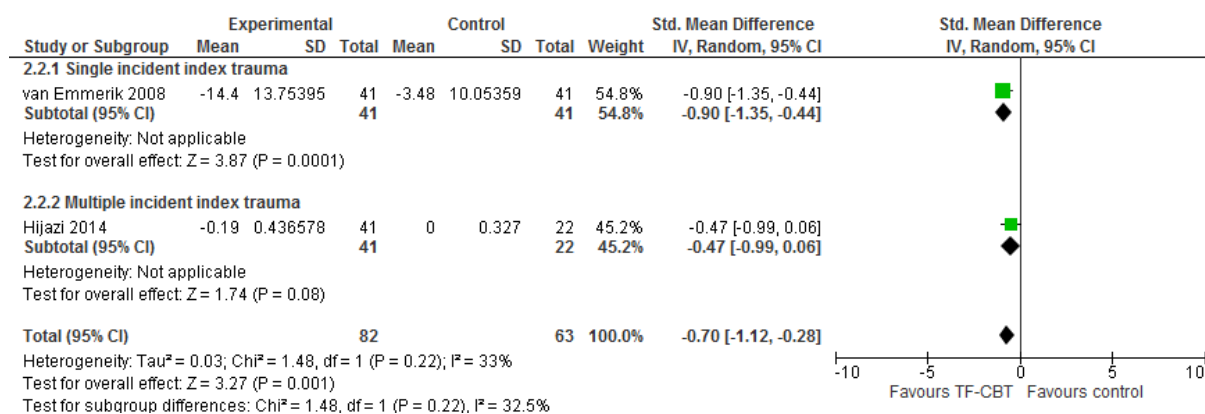 Experimental Control Std. Mean Difference Std. Mean Difference
Study or Subgroup Mean SD Total Mean SD Total Weight IV, Random, 95% CI IV, Random, 95% CI
2.2.1 Single incident index trauma
van Emmerik 2008 -14.4 13.75395 41 -3.48 10.05359 41 54.8% -0.90 [-1.35, -0.44]
Subtotal (95% CI) 41 41 54.8% -0.90 [-1.35, -0.44]
Heterogeneity: Not applicable
Test for overall effect: Z = 3.87 (P = 0.0001)
2.2.2 Multiple incident index trauma
Hijazi 2014 -0.19 0.436578 41 0 0.327 22 45.2% -0.47 [-0.99, 0.06]
Subtotal (95% CI) 41 22 45.2% -0.47 [-0.99, 0.06]
Heterogeneity: Not applicable
Test for overall effect: Z = 1.74 (P = 0.08)
Total (95% CI) 82 63 100.0% -0.70 [-1.12, -0.28]
Heterogeneity: Tau² = 0.03; Chi² = 1.48, df = 1 (P = 0.22); I² = 33%
Test for overall effect: Z = 3.27 (P = 0.001)
Test for subgroup differences: Chi² = 1.48, df = 1 (P = 0.22), I² = 32.5%
-10 -5 0 5 10
Favours TF-CBT Favours control